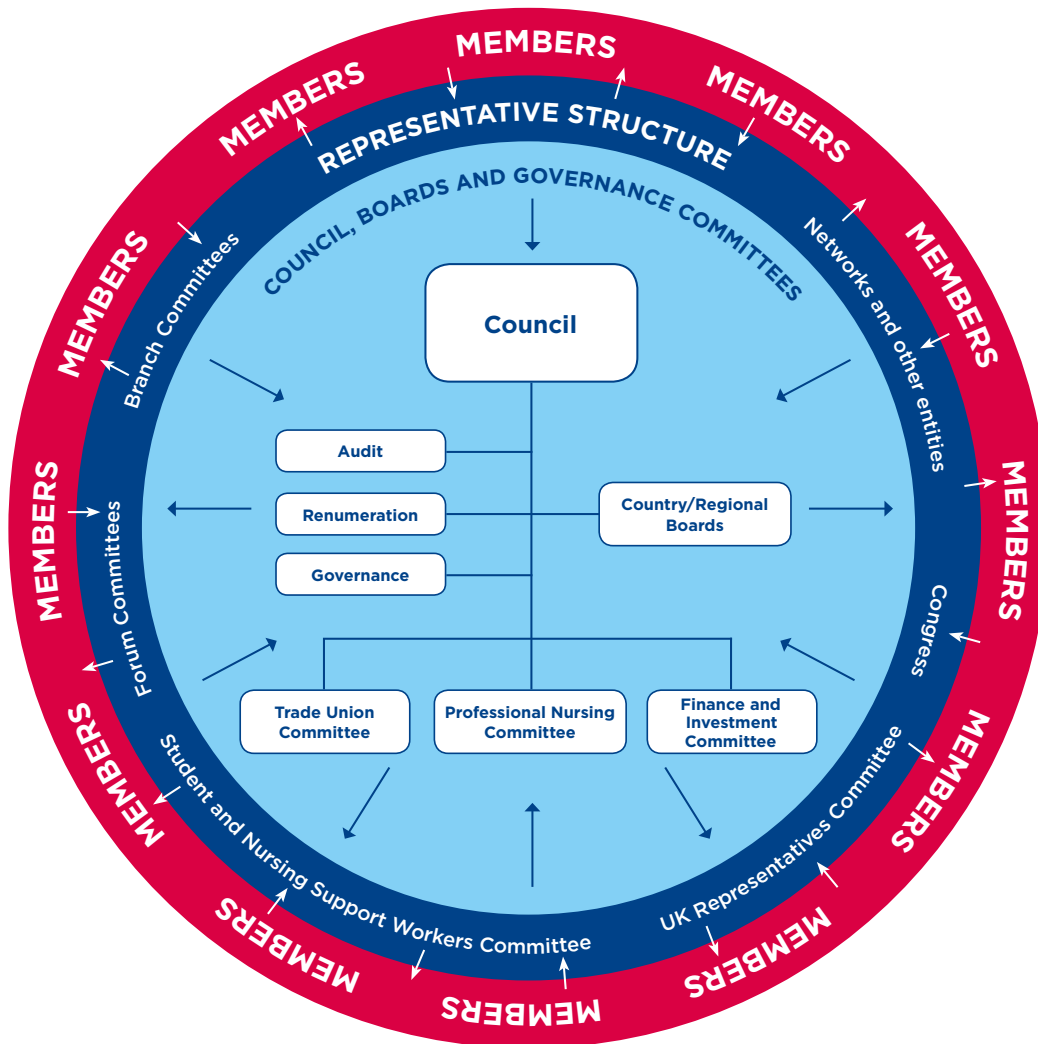 MEMBERS
MEMBERS
MEMBERS
MEMBERS
MEMBERS
MEMBERS
MEMBERS
MEMBERS
MEMBERS
MEMBERS
MEMBERS
MEMBERS
REPRESENTATIVE STRUCTURE
Networks and other entities
Congress
UK Representatives Committee
Student and Nursing Support Workers Committee
Forum Committees
Branch Committees
COUNCIL, BOARDS AND GOVERNANCE COMMITTEES
Council
Audit
Renumeration
Country/Regional
Boards
Governance
Trade Union
Committee
Professional Nursing
Committee
Finance and
Investment
Committee